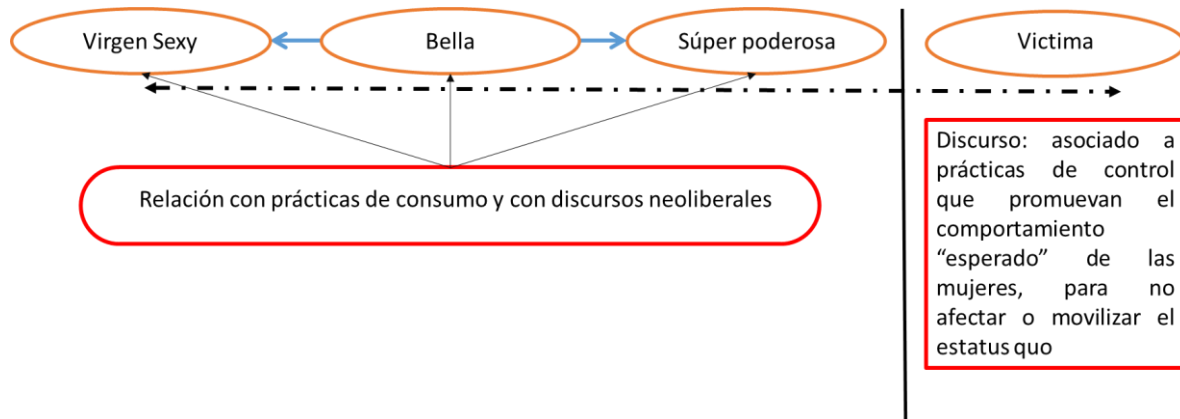 Virgen Sexy
Bella
Súper poderosa
Victima
Relación con prácticas de consumo y con discursos neoliberales
Discurso: asociado a
prácticas de control
que promuevan el
comportamiento
“esperado” de las
mujeres, para no
afectar o movilizar el
estatus quo